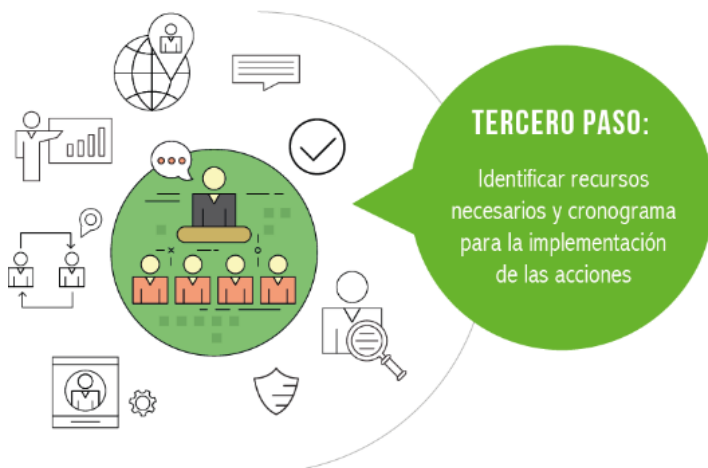 TERCERO PASO:
Identificar recursos
necesarios y cronograma
para la implementación
de las acciones